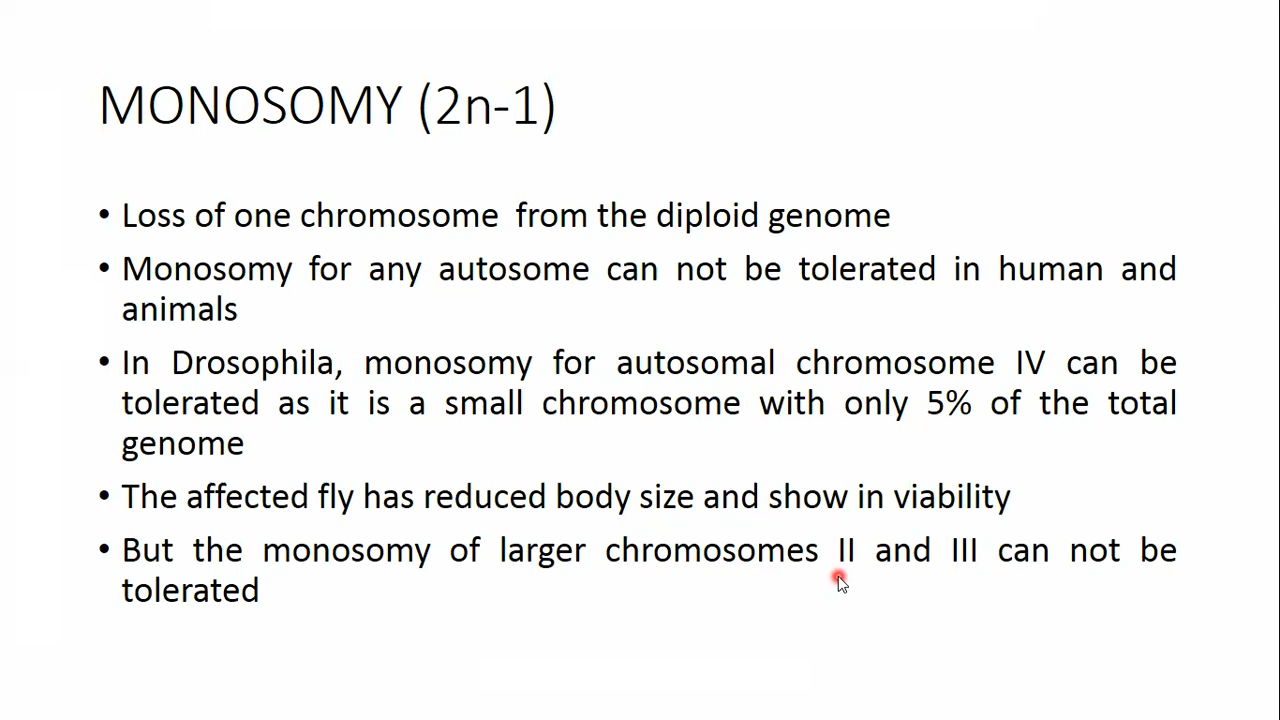 MONOSOMY (2n-1)
• Loss of one chromosome from the diploid genome
• Monosomy for any autosome can not be tolerated in human and
animals
• In Drosophila, monosomy for autosomal chromosome IV can be
tolerated as it is a small chromosome with only 5% of the total
genome
• The affected fly has reduced body size and show in viability
• But the monosomy of larger chromosomes II and III can not be
tolerated